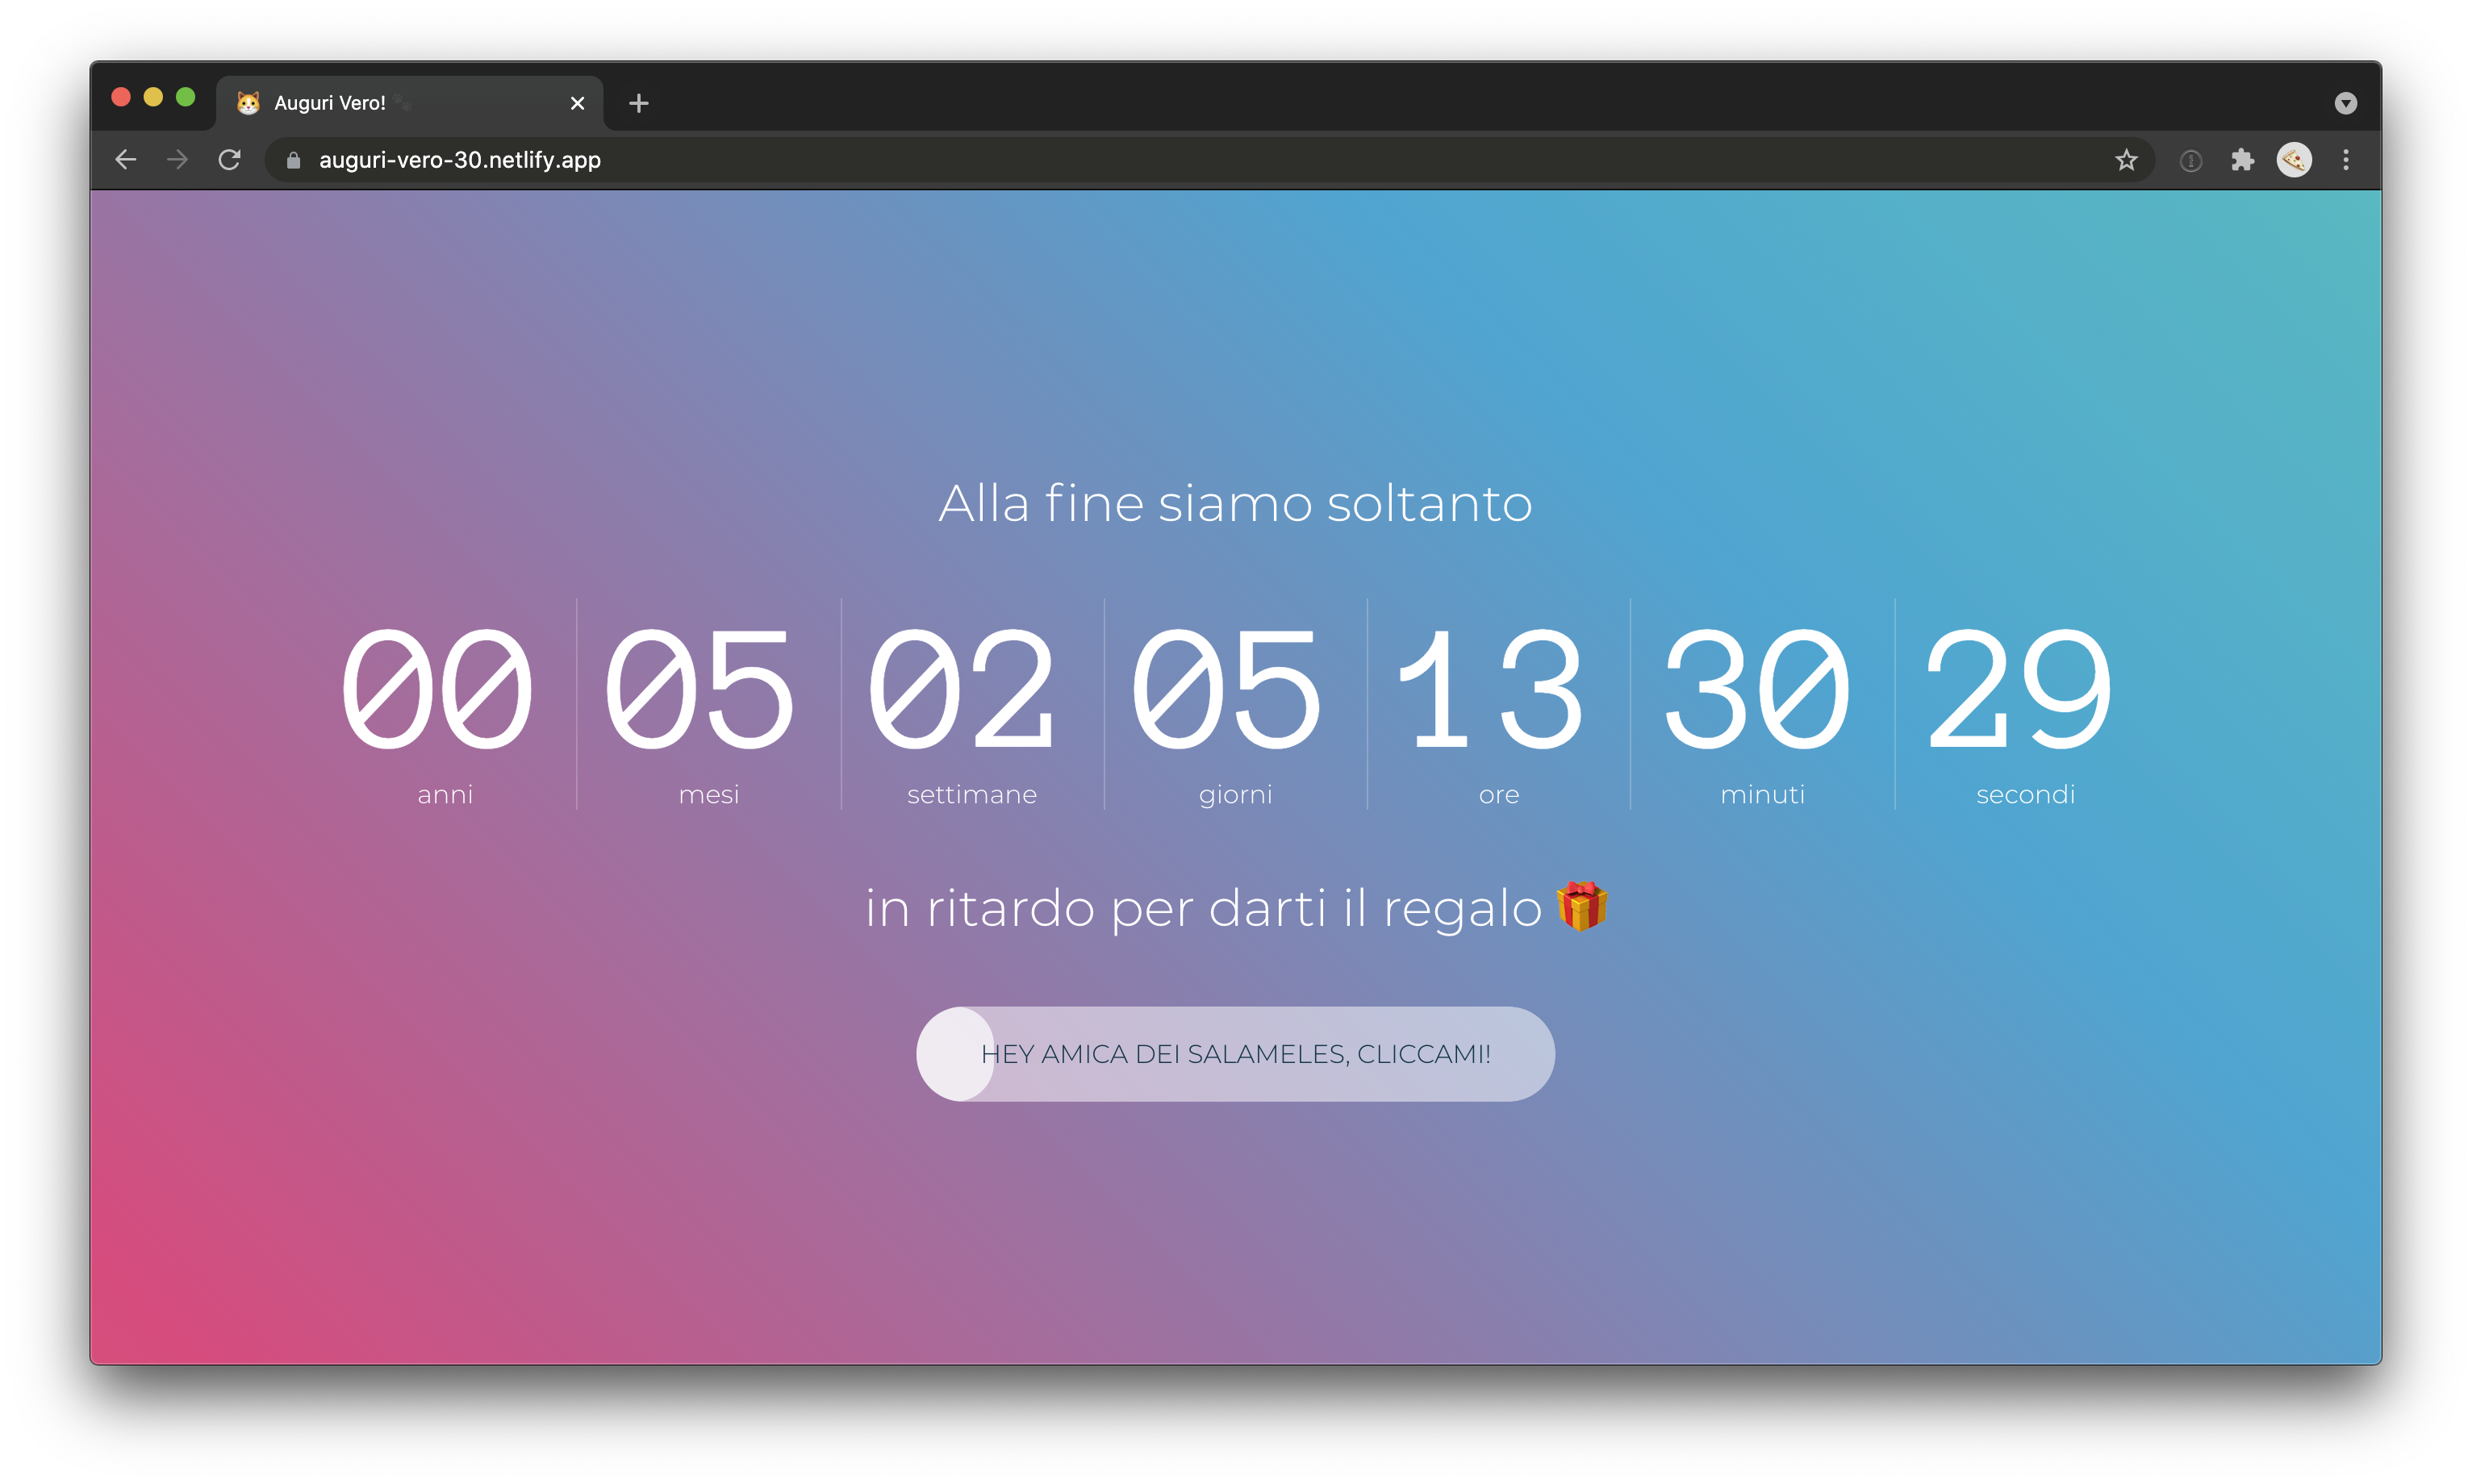 Auguri Vero! 🐾
auguri-vero-30.netlify.app
Alla fine siamo soltanto
00 05 02 05 13 30 29
anni mesi settimane giorni ore minuti secondi
in ritardo per darti il regalo 🎁
HEY AMICA DEI SALAMELES, CLICCAMI!